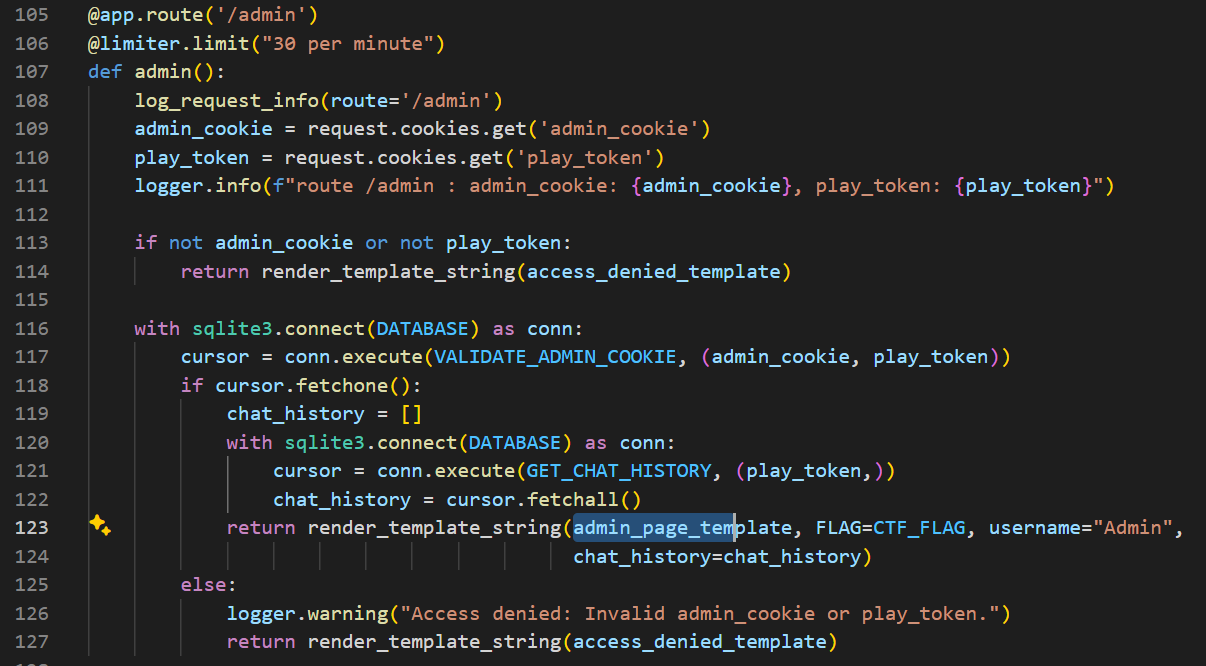 105 @app.route('/admin')
106 @limiter.limit("30 per minute")
107 def admin():
108     log_request_info(route='/admin')
109     admin_cookie = request.cookies.get('admin_cookie')
110     play_token = request.cookies.get('play_token')
111     logger.info(f"route /admin : admin_cookie: {admin_cookie}, play_token: {play_token}")
112
113     if not admin_cookie or not play_token:
114         return render_template_string(access_denied_template)
115
116     with sqlite3.connect(DATABASE) as conn:
117         cursor = conn.execute(VALIDATE_ADMIN_COOKIE, (admin_cookie, play_token))
118         if cursor.fetchone():
119             chat_history = []
120             with sqlite3.connect(DATABASE) as conn:
121                 cursor = conn.execute(GET_CHAT_HISTORY, (play_token,))
122                 chat_history = cursor.fetchall()
123             return render_template_string(admin_page_template, FLAG=CTF_FLAG, username="Admin",
124                                           chat_history=chat_history)
125         else:
126             logger.warning("Access denied: Invalid admin_cookie or play_token.")
127             return render_template_string(access_denied_template)